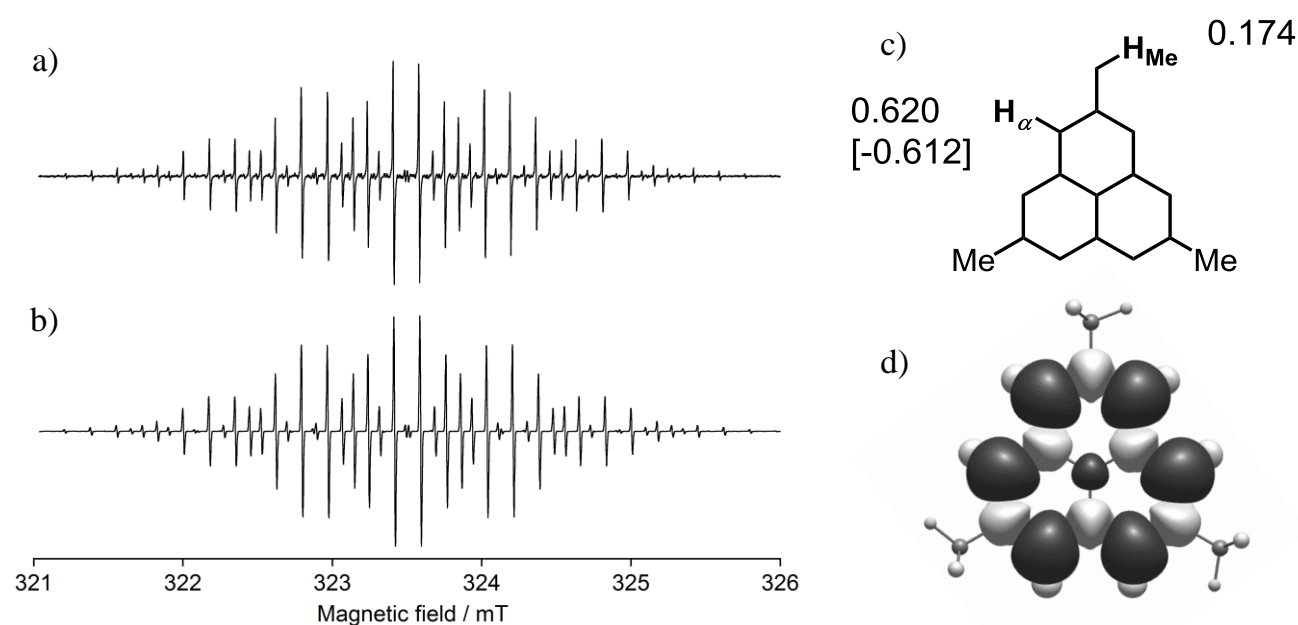 a)
b)
321 322 323 324 325 326
Magnetic field / mT
c)
H_Me 0.174
0.620 H_α
[-0.612]
Me Me
d)